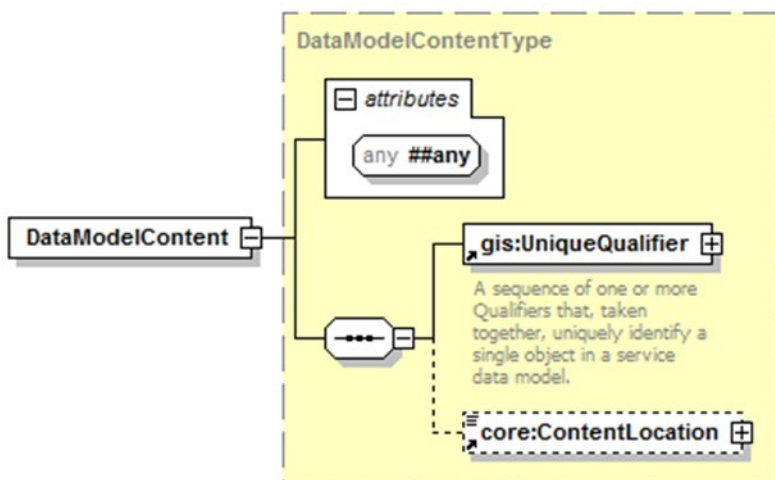 DataModelContentType
attributes
any ##any
DataModelContent
gis:UniqueQualifier
A sequence of one or more
Qualifiers that, taken
together, uniquely identify a
single object in a service
data model.
core:ContentLocation